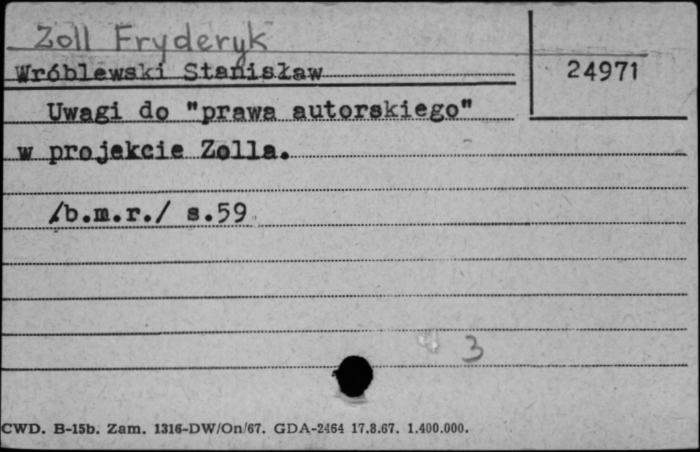 Zoll Fryderyk
Wróblewski Stanisław
24971
Uwagi do "prawa autorskiego"
w projekcie Zolla.
/b.m.r./ s.59
3
CWD. B-15b. Zam. 1316-DW/On/67. GDA-2464 17.8.67. 1.400.000.